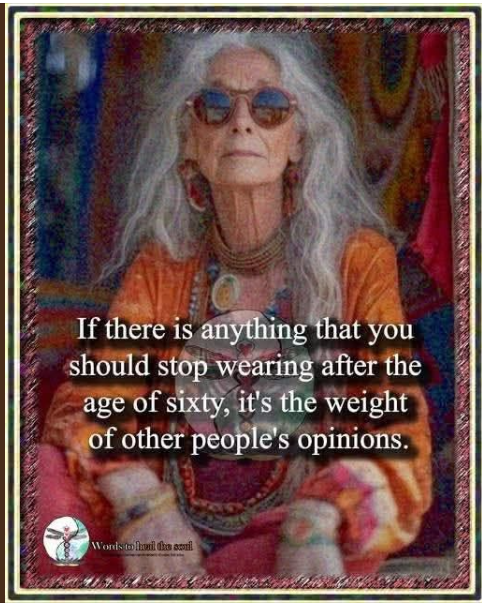 If there is anything that you
should stop wearing after the
age of sixty, it's the weight
of other people's opinions.
Words to heal the soul